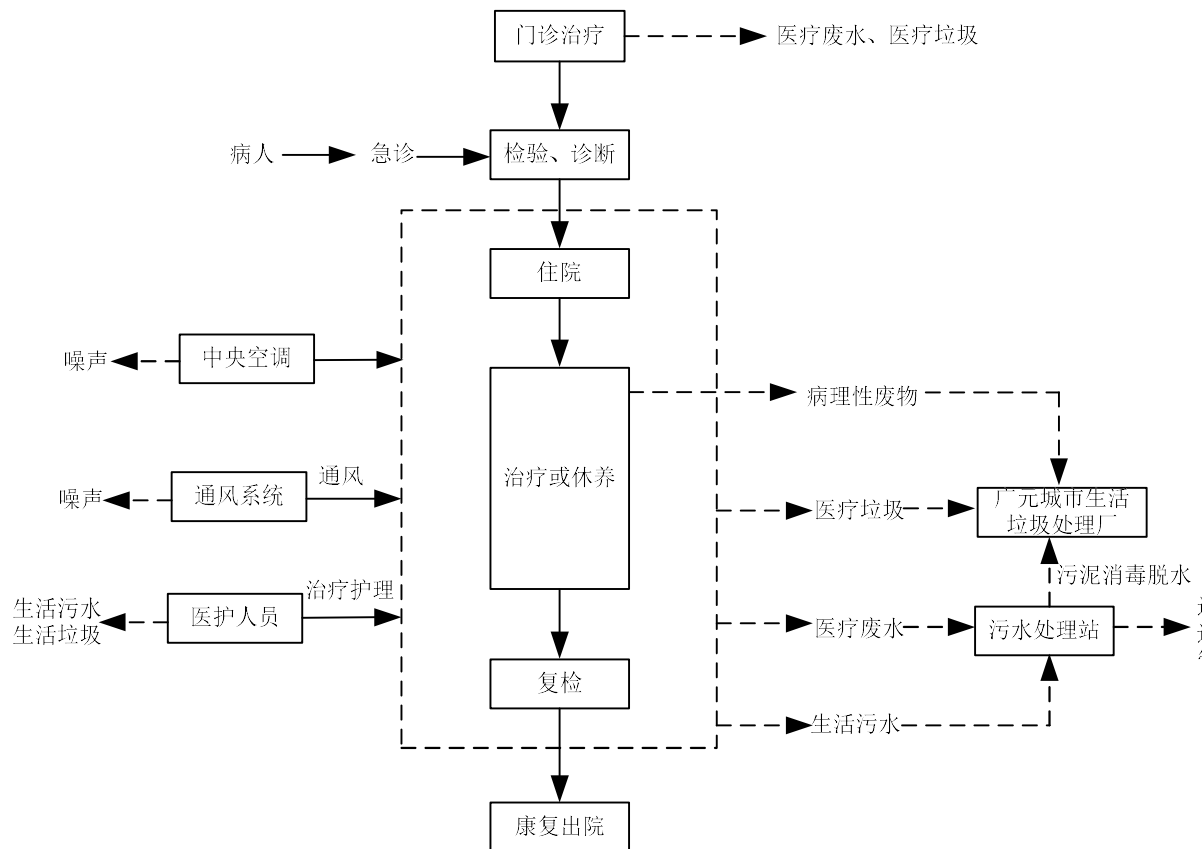 门诊治疗
医疗废水、医疗垃圾
病人
急诊
检验、诊断
住院
噪声
中央空调
病理性废物
治疗或休养
通风
噪声
通风系统
医疗垃圾
广元城市生活
垃圾处理厂
污泥消毒脱水
治疗护理
生活污水
生活垃圾
医护人员
医疗废水
污水处理站
复检
生活污水
康复出院